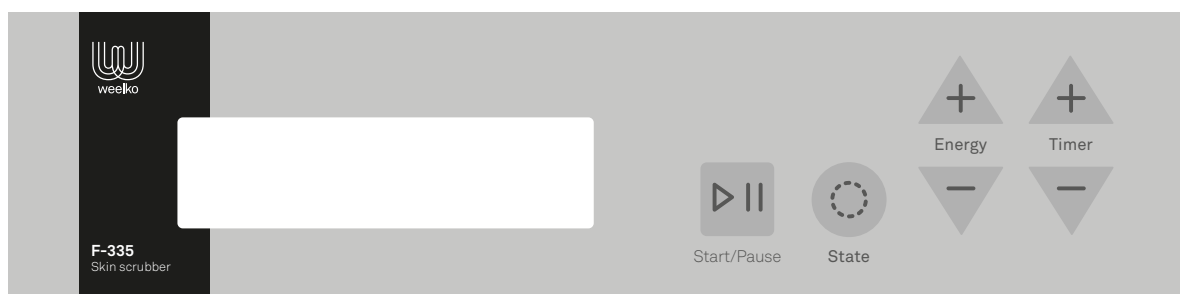 weelko
F-335
Skin scrubber
Start/Pause
State
Energy
Timer